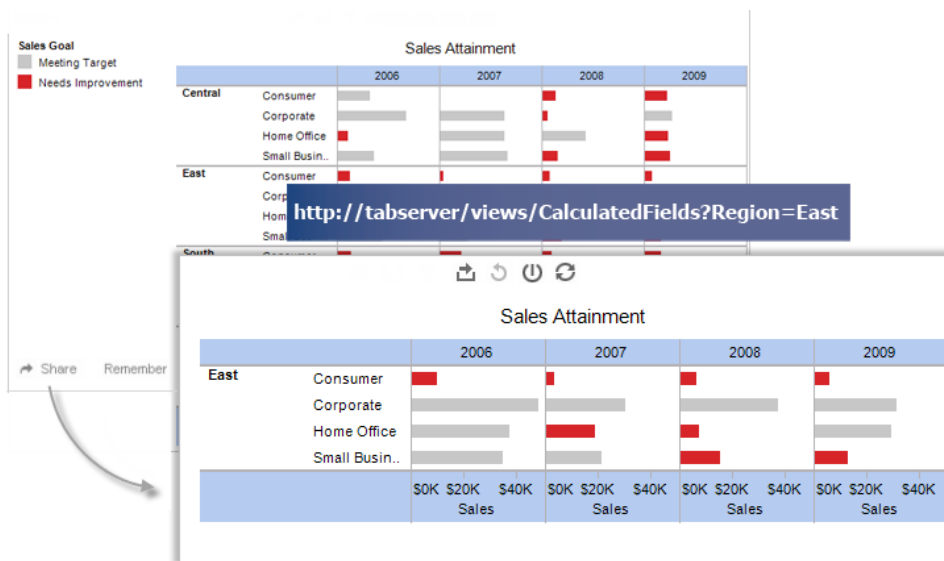 Sales Goal
Meeting Target
Needs Improvement
Sales Attainment
2006 2007 2008 2009
Central Consumer
Corporate
Home Office
Small Busin..
East Consumer
http://tabserver/views/CalculatedFields?Region=East
South
Share Remember
Sales Attainment
2006 2007 2008 2009
East Consumer
Corporate
Home Office
Small Busin..
$0K $20K $40K $0K $20K $40K $0K $20K $40K $0K $20K $40K
Sales Sales Sales Sales